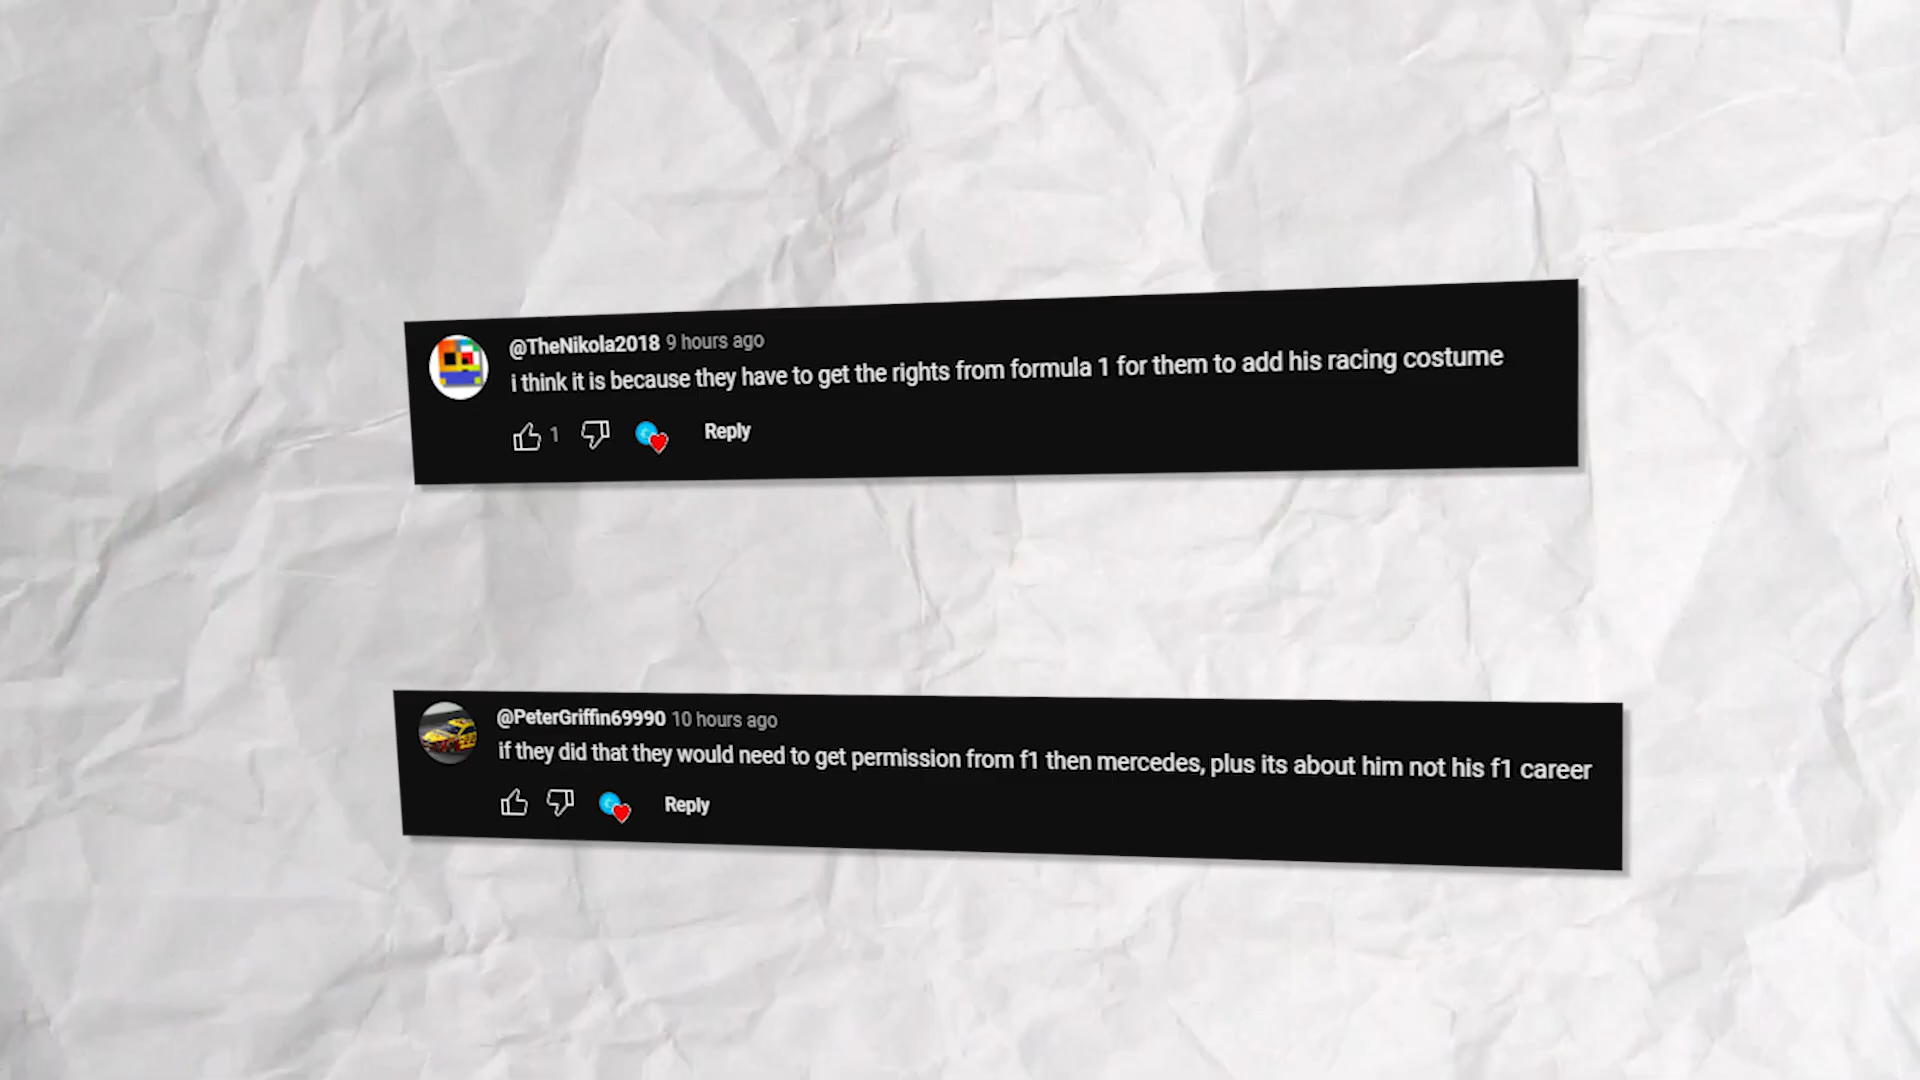 @TheNikola2018 9 hours ago
i think it is because they have to get the rights from formula 1 for them to add his racing costume
1 Reply
@PeterGriffin69990 10 hours ago
if they did that they would need to get permission from f1 then mercedes, plus its about him not his f1 career
Reply